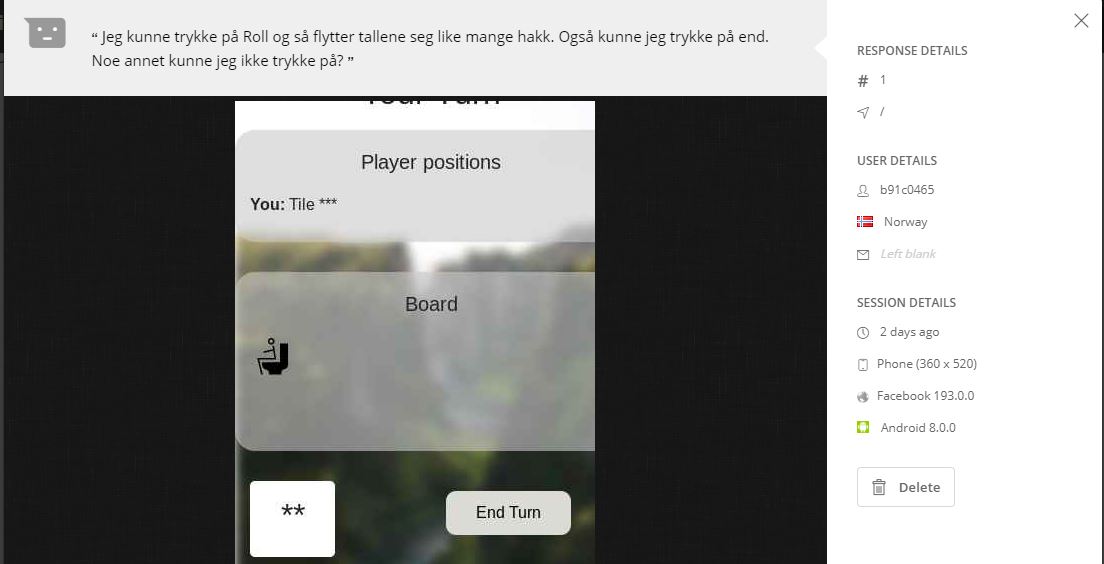 “ Jeg kunne trykke på Roll og så flytter tallene seg like mange hakk. Også kunne jeg trykke på end.
Noe annet kunne jeg ikke trykke på? ”
Your Turn
Player positions
You: Tile ***
Board
**
End Turn
RESPONSE DETAILS
# 1
/
USER DETAILS
b91c0465
Norway
Left blank
SESSION DETAILS
2 days ago
Phone (360 x 520)
Facebook 193.0.0
Android 8.0.0
Delete